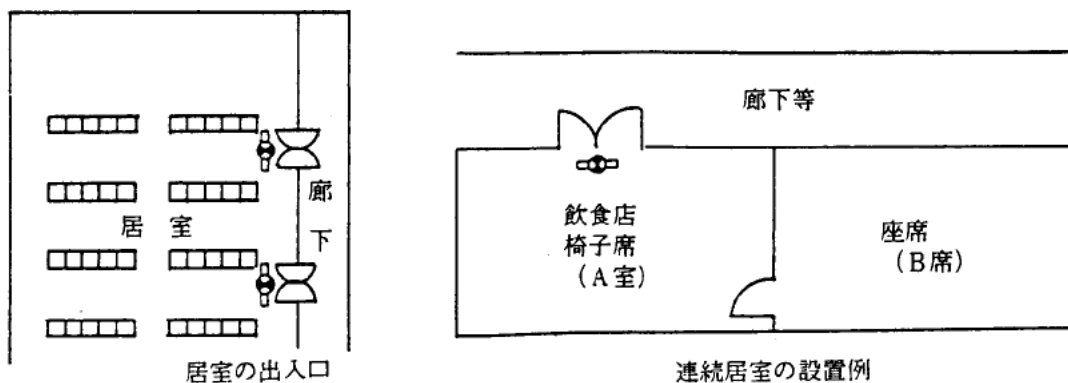 居室
廊
下
居室の出入口
廊下等
飲食店
椅子席
(A室)
座席
(B席)
連続居室の設置例